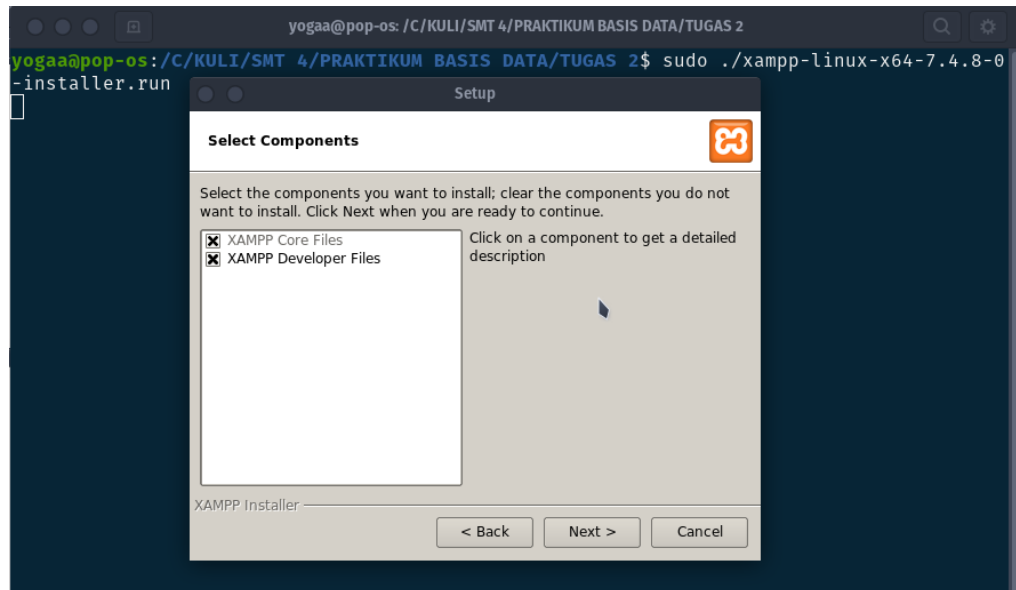 yogaa@pop-os: /C/KULI/SMT 4/PRAKTIKUM BASIS DATA/TUGAS 2
yogaa@pop-os:/C/KULI/SMT 4/PRAKTIKUM BASIS DATA/TUGAS 2$ sudo ./xampp-linux-x64-7.4.8-0
-installer.run
Setup
Select Components
Select the components you want to install; clear the components you do not
want to install. Click Next when you are ready to continue.
XAMPP Core Files
XAMPP Developer Files
Click on a component to get a detailed
description
XAMPP Installer
< Back
Next >
Cancel